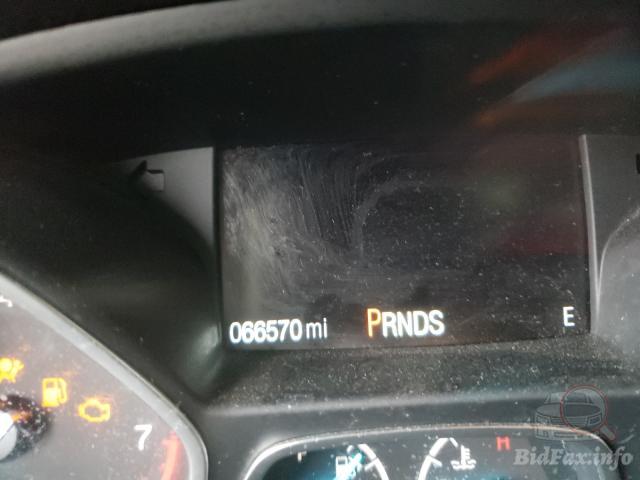 066570 mi PRNDS E
7
F H
BidFax.info